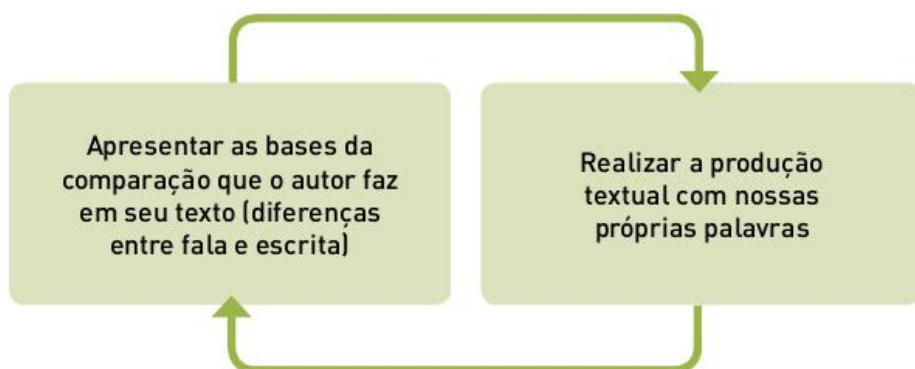 Apresentar as bases da
comparação que o autor faz
em seu texto (diferenças
entre fala e escrita)
Realizar a produção
textual com nossas
próprias palavras